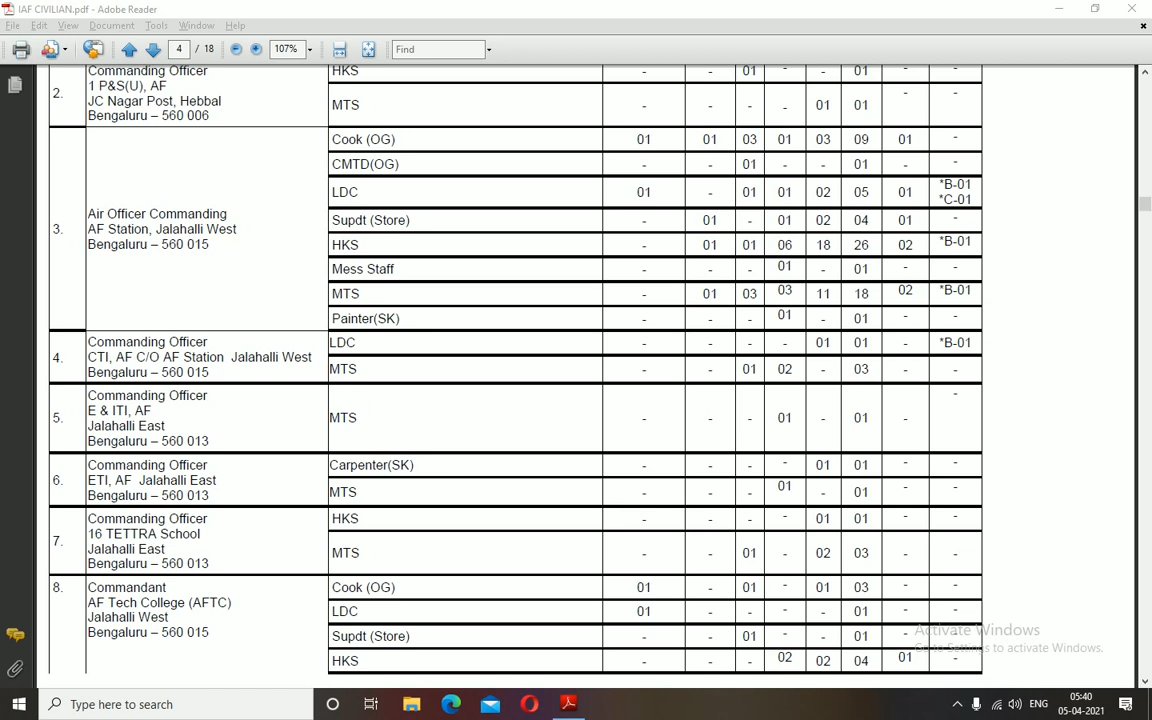 IAF CIVILIAN.pdf - Adobe Reader
File Edit View Document Tools Window Help
4 / 18 107% Find
2. Commanding Officer
1 P&S(U), AF
JC Nagar Post, Hebbal
Bengaluru – 560 006
HKS - - 01 - - 01 - -
MTS - - - - 01 01 - -
3. Air Officer Commanding
AF Station, Jalahalli West
Bengaluru – 560 015
Cook (OG) 01 01 03 01 03 09 01 -
CMTD(OG) - - 01 - - 01 - -
LDC 01 - 01 01 02 05 01 *B-01
*C-01
Supdt (Store) - 01 - 01 02 04 01 -
HKS - 01 01 06 18 26 02 *B-01
Mess Staff - - - 01 - 01 - -
MTS - 01 03 03 11 18 02 *B-01
Painter(SK) - - - 01 - 01 - -
4. Commanding Officer
CTI, AF C/O AF Station Jalahalli West
Bengaluru – 560 015
LDC - - - - 01 01 - *B-01
MTS - - 01 02 - 03 - -
5. Commanding Officer
E & ITI, AF
Jalahalli East
Bengaluru – 560 013
MTS - - - 01 - 01 - -
6. Commanding Officer
ETI, AF Jalahalli East
Bengaluru – 560 013
Carpenter(SK) - - - - 01 01 - -
MTS - - - 01 - 01 - -
7. Commanding Officer
16 TETTRA School
Jalahalli East
Bengaluru – 560 013
HKS - - - - 01 01 - -
MTS - - 01 - 02 03 - -
8. Commandant
AF Tech College (AFTC)
Jalahalli West
Bengaluru – 560 015
Cook (OG) 01 - 01 - 01 03 - -
LDC 01 - - - - 01 - -
Supdt (Store) - - 01 - - 01 - -
HKS - - - 02 02 04 01 -
Activate Windows
Go to Settings to activate Windows.
Type here to search
ENG
05:40
05-04-2021